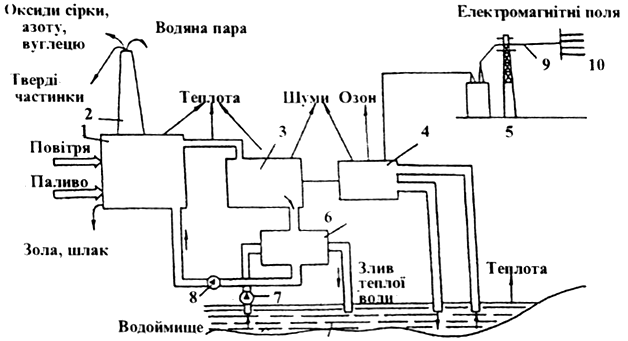 Оксиди сірки,
азоту,
вуглецю
Водяна пара
Електромагнітні поля
Тверді
частинки
Теплота
Шуми
Озон
9
10
2
1
3
4
5
Повітря
Паливо
6
Зола, шлак
Злив
теплої
води
Теплота
8
7
Водоймище